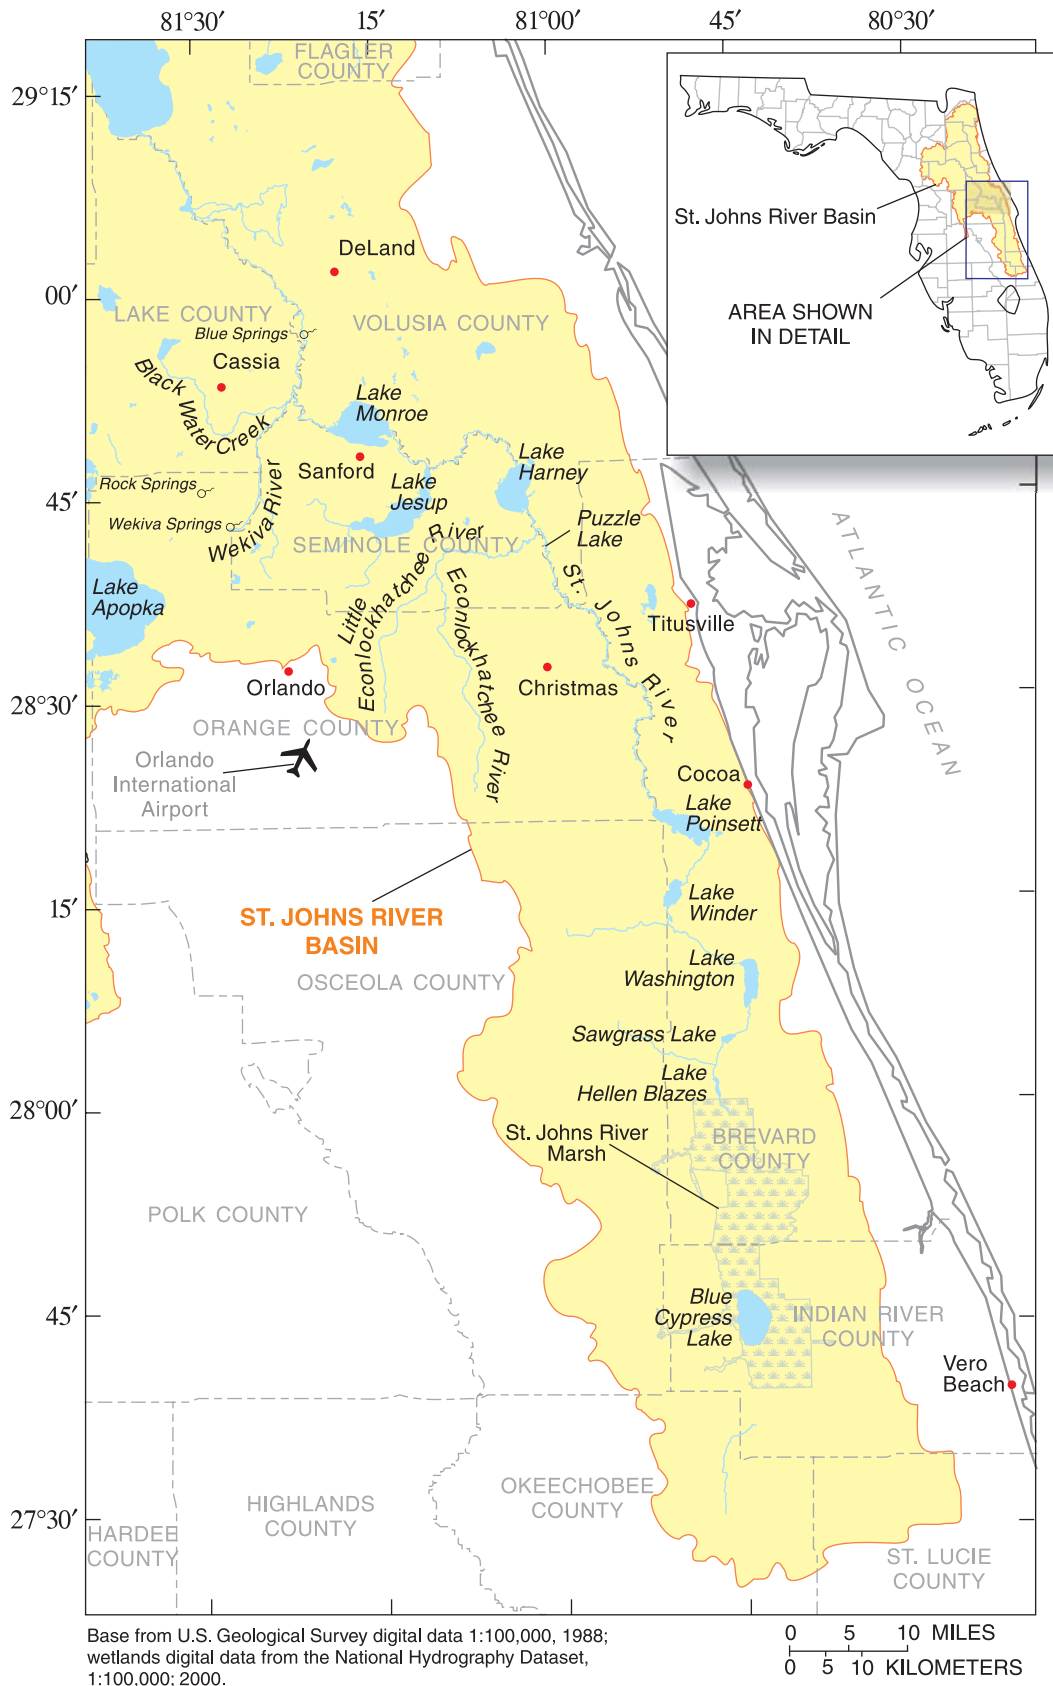 81°30′ 15′ 81°00′ 45′ 80°30′
FLAGLER
COUNTY
29°15′
St. Johns River Basin
AREA SHOWN
IN DETAIL
DeLand
00′
LAKE COUNTY
VOLUSIA COUNTY
Blue Springs
Cassia
Black Water Creek
Lake
Monroe
Sanford
Lake
Harney
Lake
Jesup
Rock Springs
45′
Wekiva Springs
Wekiva River
Puzzle
Lake
SEMINOLE COUNTY
Little
Econlockhatchee River
Econlockhatchee River
St. Johns River
ATLANTIC OCEAN
Lake
Apopka
Titusville
Orlando
Christmas
28°30′
ORANGE COUNTY
Orlando
International
Airport
Cocoa
Lake
Poinsett
15′
Lake
Winder
ST. JOHNS RIVER
BASIN
OSCEOLA COUNTY
Lake
Washington
Sawgrass Lake
Lake
Hellen Blazes
28°00′
St. Johns River
Marsh
BREVARD
COUNTY
POLK COUNTY
45′
Blue
Cypress
Lake
INDIAN RIVER
COUNTY
Vero
Beach
OKEECHOBEE
COUNTY
HIGHLANDS
COUNTY
27°30′
HARDEE
COUNTY
ST. LUCIE
COUNTY
Base from U.S. Geological Survey digital data 1:100,000, 1988;
wetlands digital data from the National Hydrography Dataset,
1:100.000: 2000.
0 5 10 MILES
0 5 10 KILOMETERS